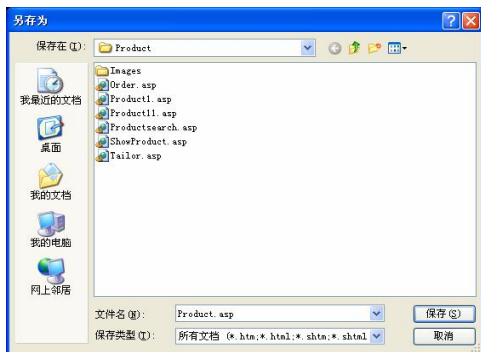 另存为
保存在(I): Product
Images
Order.asp
Product1.asp
Product11.asp
Productsearch.asp
ShowProduct.asp
Tailor.asp
我最近的文档
桌面
我的文档
我的电脑
网上邻居
文件名(N): Product.asp 保存(S)
保存类型(T): 所有文档 (*.htm;*.html;*.shtm;*.shtml 取消